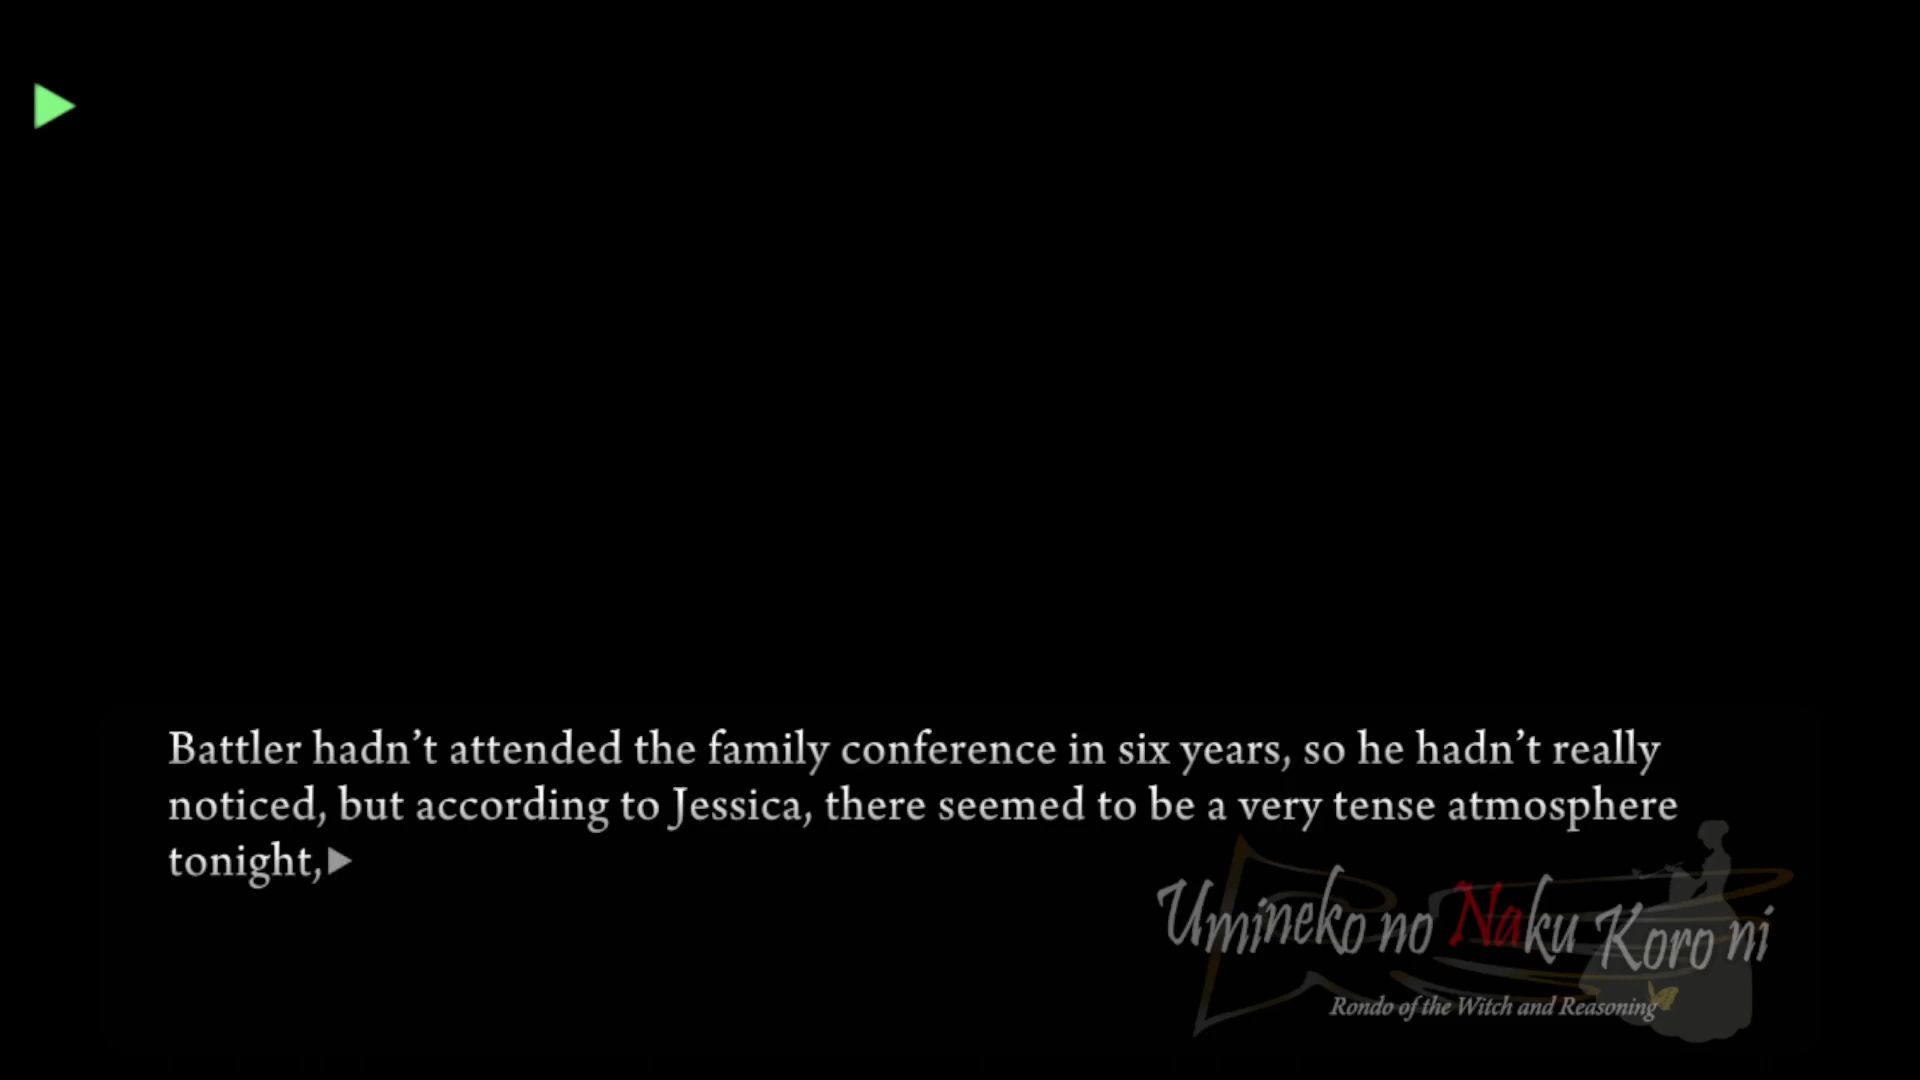 Battler hadn’t attended the family conference in six years, so he hadn’t really
noticed, but according to Jessica, there seemed to be a very tense atmosphere
tonight,
Umineko no Naku Koro ni
Rondo of the Witch and Reasoning